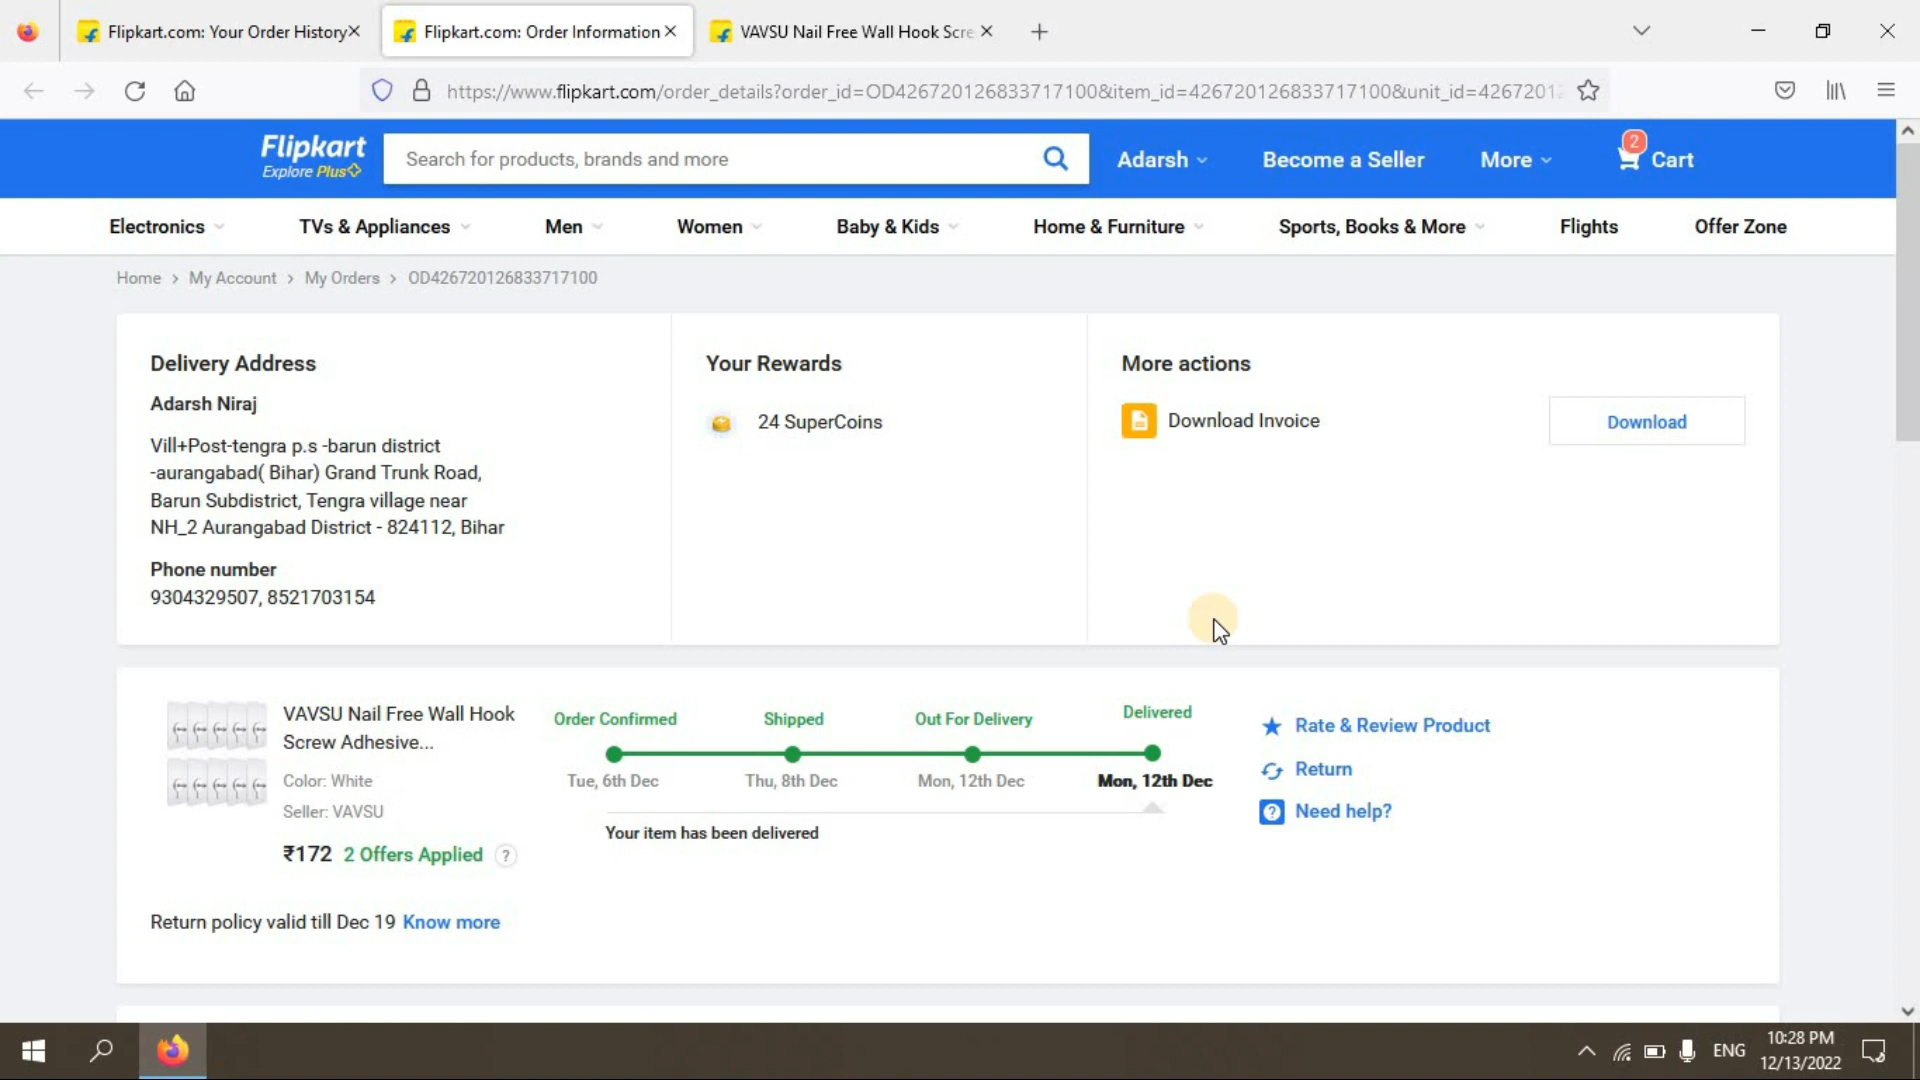 Flipkart.com: Your Order History
Flipkart.com: Order Information
VAVSU Nail Free Wall Hook Scre
https://www.flipkart.com/order_details?order_id=OD426720126833717100&item_id=426720126833717100&unit_id=42672012
Flipkart
Explore Plus
Search for products, brands and more
Adarsh
Become a Seller
More
2
Cart
Electronics
TVs & Appliances
Men
Women
Baby & Kids
Home & Furniture
Sports, Books & More
Flights
Offer Zone
Home > My Account > My Orders > OD426720126833717100
Delivery Address
Adarsh Niraj
Vill+Post-tengra p.s -barun district
-aurangabad( Bihar) Grand Trunk Road,
Barun Subdistrict, Tengra village near
NH_2 Aurangabad District - 824112, Bihar
Phone number
9304329507, 8521703154
Your Rewards
24 SuperCoins
More actions
Download Invoice
Download
VAVSU Nail Free Wall Hook
Screw Adhesive...
Color: White
Seller: VAVSU
₹172 2 Offers Applied ?
Order Confirmed
Tue, 6th Dec
Shipped
Thu, 8th Dec
Out For Delivery
Mon, 12th Dec
Delivered
Mon, 12th Dec
Your item has been delivered
Rate & Review Product
Return
Need help?
Return policy valid till Dec 19 Know more
ENG
10:28 PM
12/13/2022